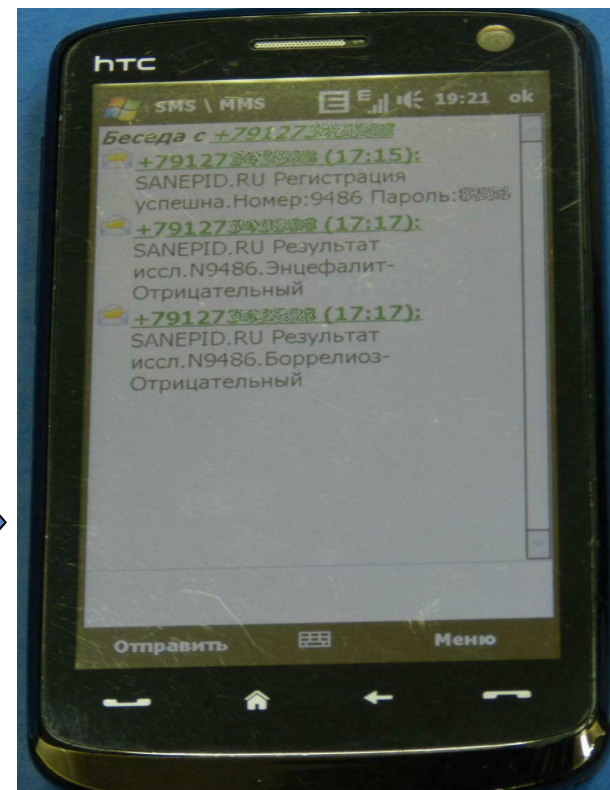 hTC
SMS \ MMS E E 19:21 ok
Беседа с +79127
+79127 (17:15):
SANEPID.RU Регистрация
успешна.Номер:9486 Пароль:
+79127 (17:17):
SANEPID.RU Результат
иссл.N9486.Энцефалит-
Отрицательный
+79127 (17:17):
SANEPID.RU Результат
иссл.N9486.Боррелиоз-
Отрицательный
Отправить Меню